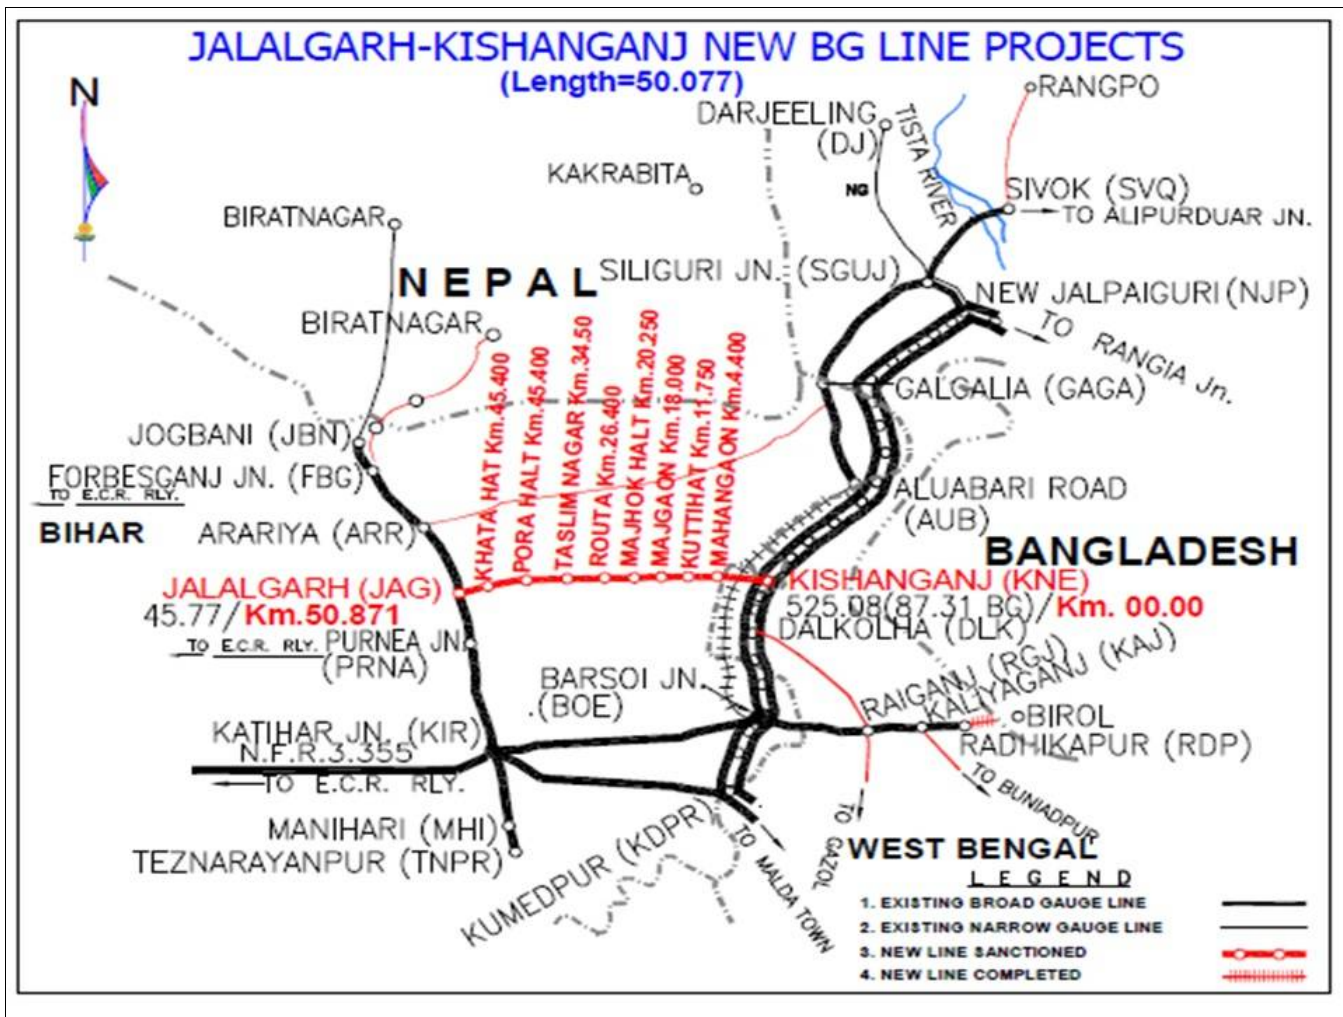 JALALGARH-KISHANGANJ NEW BG LINE PROJECTS
(Length=50.077)
N
RANGPO
DARJEELING
(DJ)
TISTA RIVER
KAKRABITA
NG
SIVOK (SVQ)
TO ALIPURDUAR JN.
BIRATNAGAR
NEPAL
SILIGURI JN. (SGUJ)
NEW JALPAIGURI (NJP)
TO RANGIA Jn.
BIRATNAGAR
KHATA HAT Km.45.400
PORA HALT Km.45.400
TASLIM NAGAR Km.34.50
ROUTA Km.26.400
MAJHOK HALT Km.20.250
MAJGAON Km.18.000
KUTTIHAT Km.11.750
MAHANGAON Km.4.400
GALGALIA (GAGA)
JOGBANI (JBN)
FORBESGANJ JN. (FBG)
TO E.C.R. RLY.
BIHAR
ARARIYA (ARR)
ALUABARI ROAD
(AUB)
BANGLADESH
JALALGARH (JAG)
45.77/Km.50.871
KISHANGANJ (KNE)
525.08(87.31 BG)/Km. 00.00
TO E.C.R. RLY. PURNEA JN.
(PRNA)
DALKOLHA (DLK)
BARSOI JN.
.(BOE)
RAIGANJ (RGJ)
KALIYAGANJ (KAJ)
BIROL
RADHIKAPUR (RDP)
KATIHAR JN. (KIR)
N.F.R.3.355
TO E.C.R. RLY.
TO BUNIADPUR
TO GAZOL
MANIHARI (MHI)
TEZNARAYANPUR (TNPR)
KUMEDPUR (KDPR)
TO MALDA TOWN
WEST BENGAL
LEGEND
1. EXISTING BROAD GAUGE LINE
2. EXISTING NARROW GAUGE LINE
3. NEW LINE SANCTIONED
4. NEW LINE COMPLETED